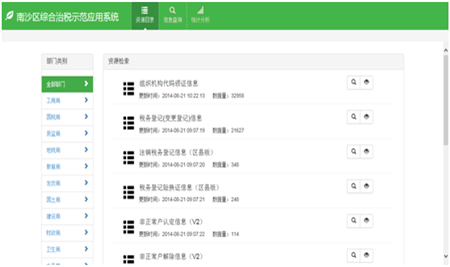 南沙区综合治税示范应用系统
资源目录
信息查询
统计分析
部门类别
全部部门
工商局
国税局
质监局
地税局
教育局
发改局
国土局
建设局
财政局
卫生局
资源检索
组织机构代码颁证信息
更新时间：2014-08-21 10:22:13 数据量：32958
税务登记(变更登记)信息
更新时间：2014-08-21 09:07:19 数据量：21627
注销税务登记信息（区县版）
更新时间：2014-08-21 09:07:20 数据量：345
税务登记验换证信息（区县版）
更新时间：2014-08-21 09:07:21 数据量：246
非正常户认定信息（V2）
更新时间：2014-08-21 09:07:22 数据量：114
非正常户解除信息（V2）